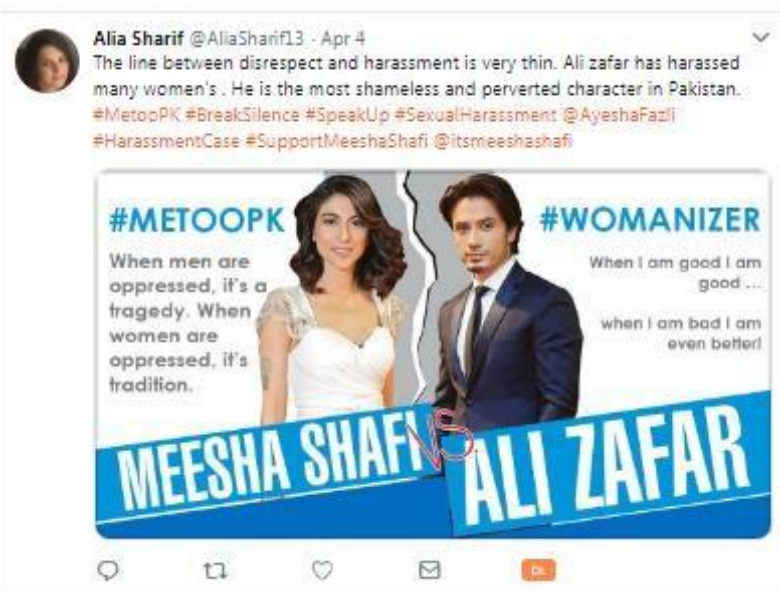 Alia Sharif @AliaSharif13 · Apr 4
The line between disrespect and harassment is very thin. Ali zafar has harassed
many women's . He is the most shameless and perverted character in Pakistan.
#MetooPK #BreakSilence #SpeakUp #SexualHarassment @AyeshaFazli
#HarassmentCase #SupportMeeshaShafi @itsmeeshashafi
#METOOPK
When men are
oppressed, it's a
tragedy. When
women are
oppressed, it's
tradition.
#WOMANIZER
When I am good I am
good ...
when I am bad I am
even better!
MEESHA SHAFI
VS
ALI ZAFAR